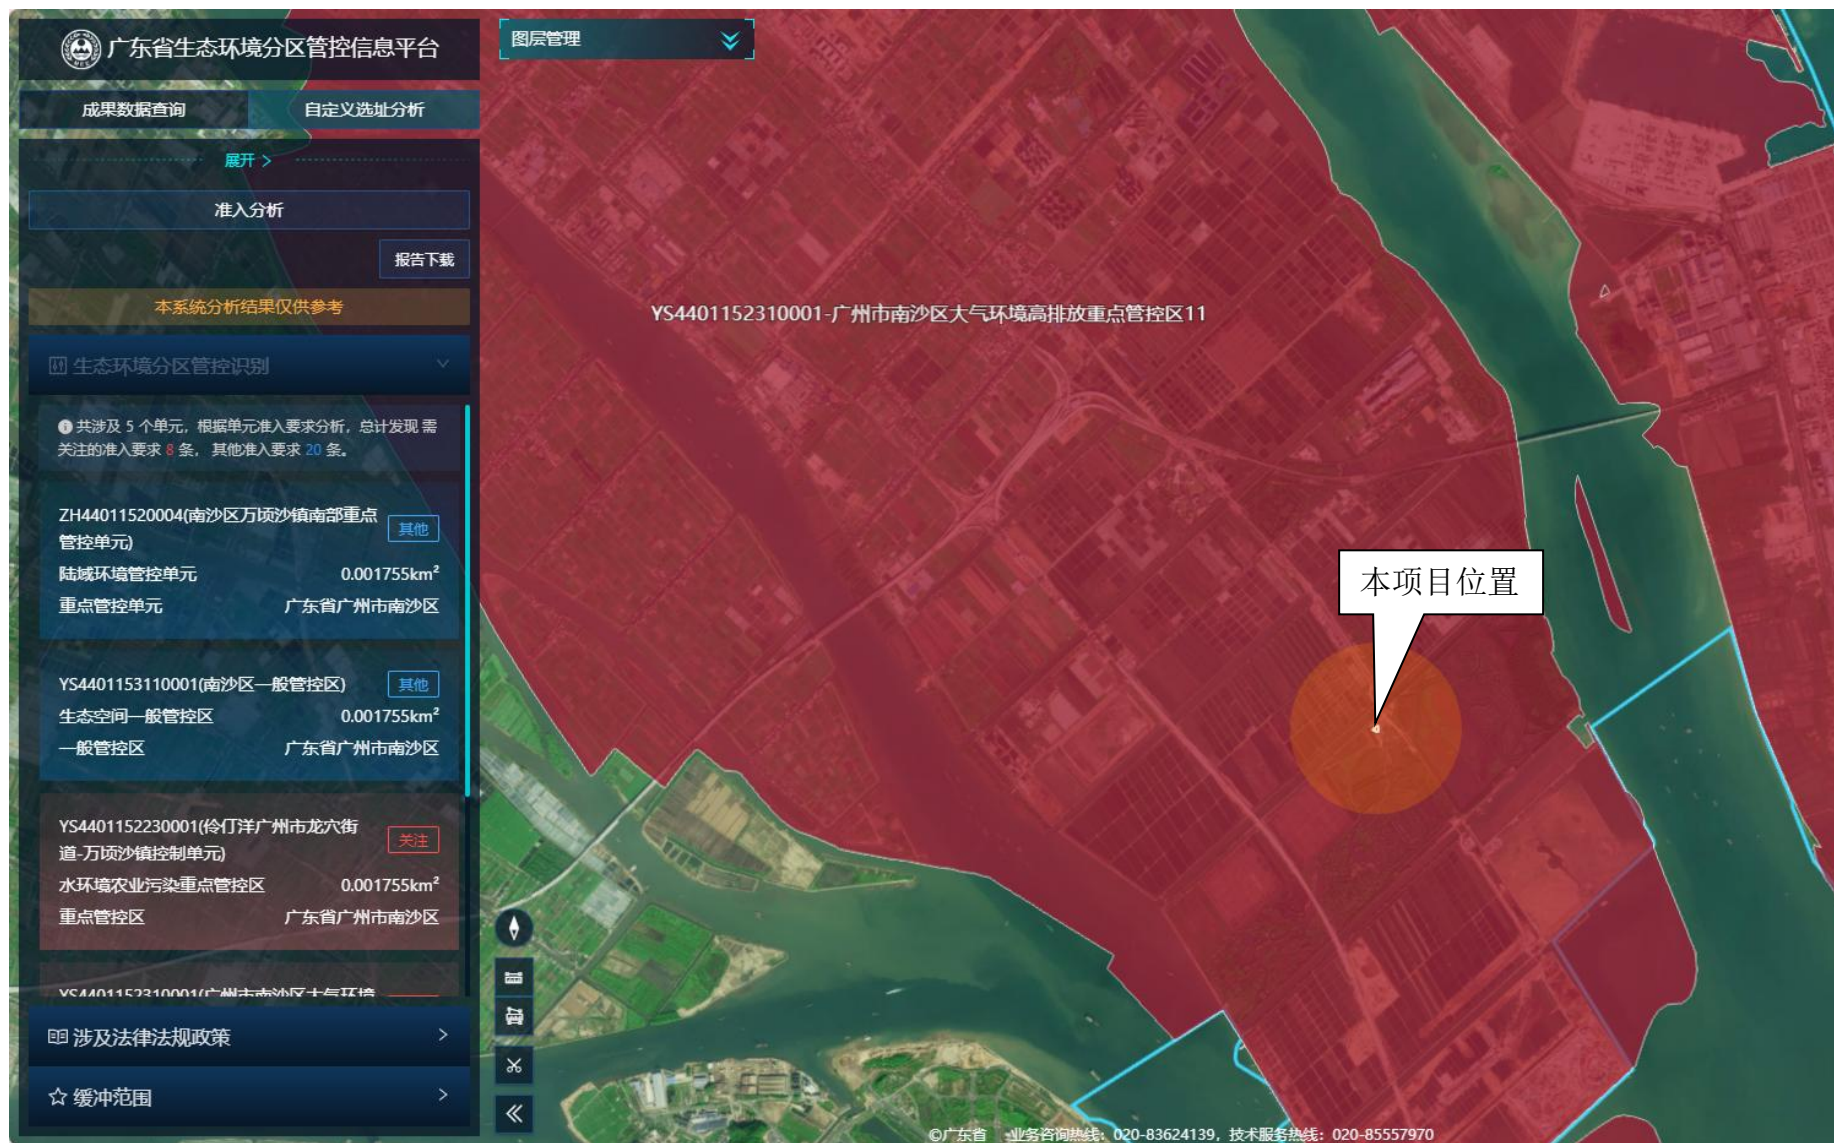 广东省生态环境分区管控信息平台
成果数据查询
自定义选址分析
展开 >
准入分析
报告下载
本系统分析结果仅供参考
生态环境分区管控识别
共涉及 5 个单元，根据单元准入要求分析，总计发现 需
关注的准入要求 8 条， 其他准入要求 20 条。
ZH44011520004(南沙区万顷沙镇南部重点
管控单元)
其他
陆域环境管控单元 0.001755km²
重点管控单元 广东省广州市南沙区
YS4401153110001(南沙区一般管控区) 其他
生态空间一般管控区 0.001755km²
一般管控区 广东省广州市南沙区
YS4401152230001(伶仃洋广州市龙穴街
道-万顷沙镇控制单元)
关注
水环境农业污染重点管控区 0.001755km²
重点管控区 广东省广州市南沙区
YS4401152310001(广州市南沙区大气环境
涉及法律法规政策 >
缓冲范围 >
图层管理
YS4401152310001-广州市南沙区大气环境高排放重点管控区11
本项目位置
©广东省 业务咨询热线：020-83624139，技术服务热线：020-85557970